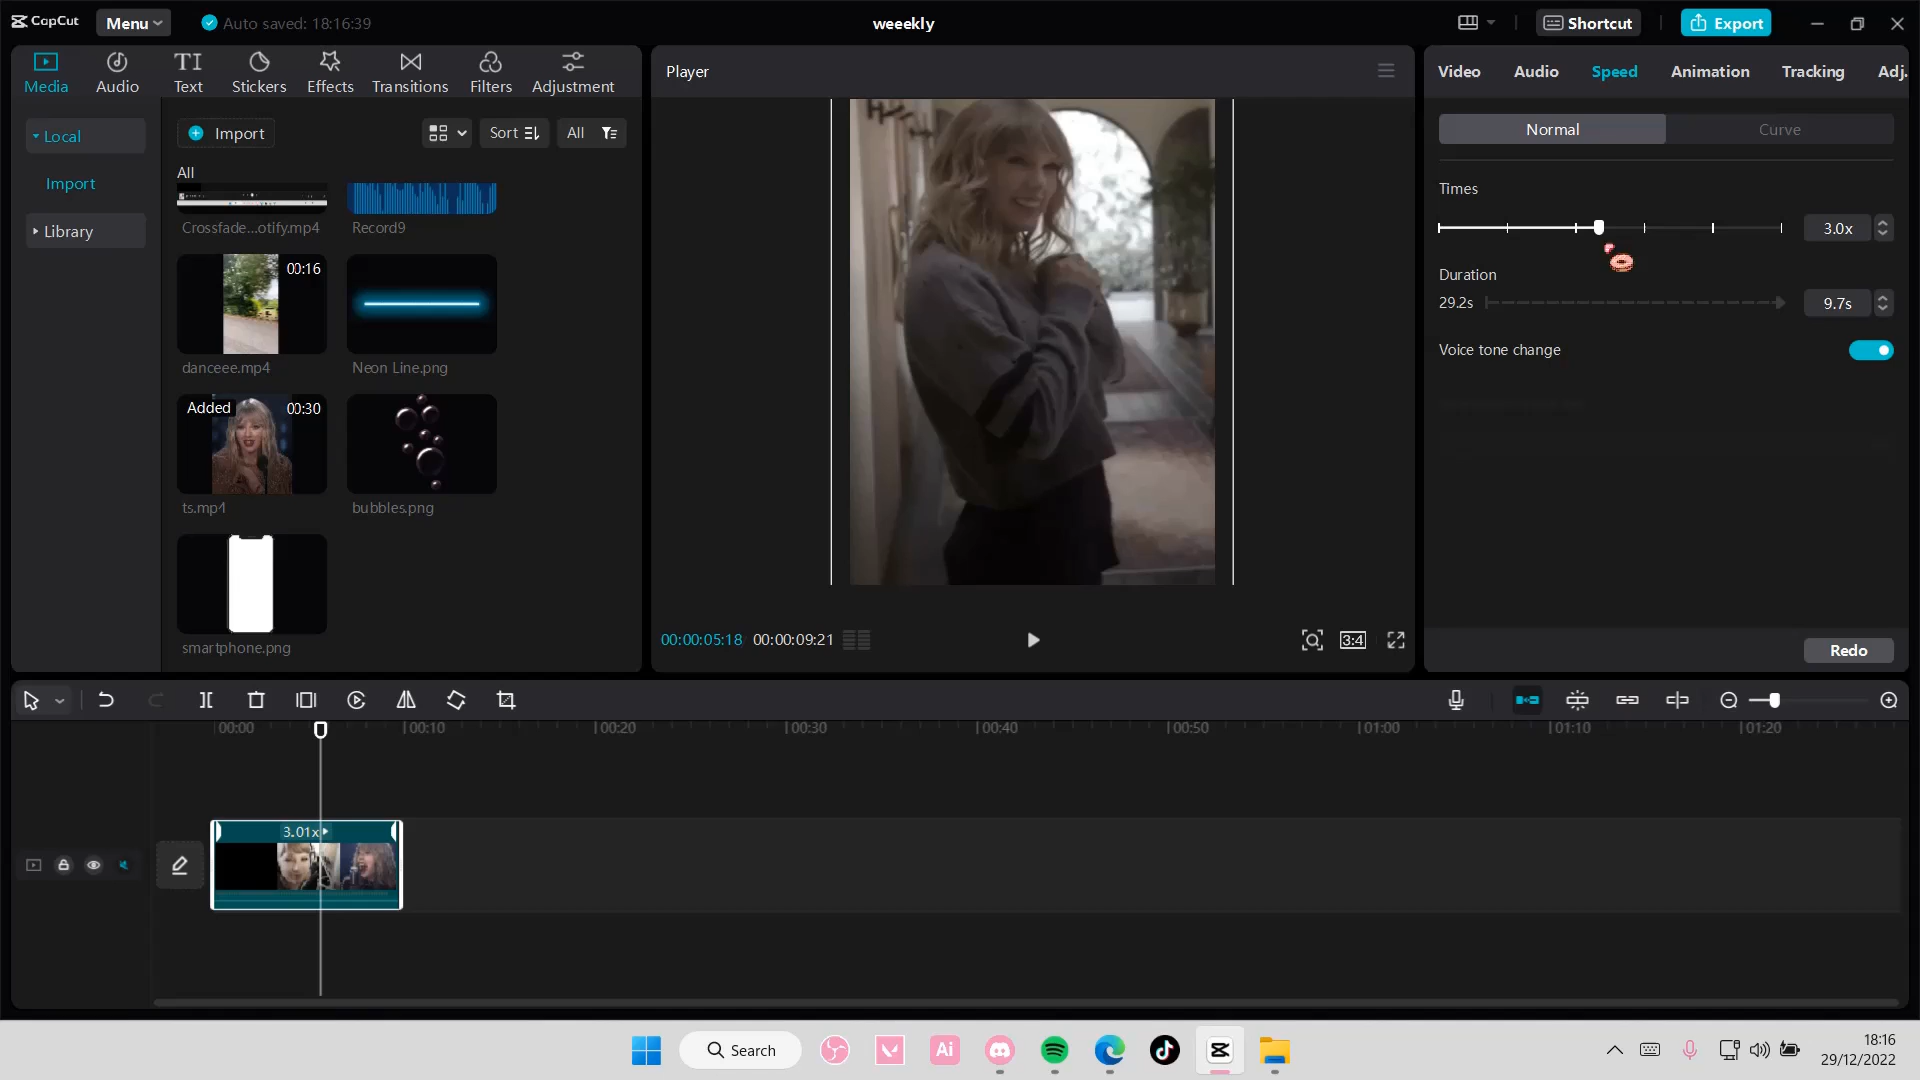 CapCut
Menu
Auto saved: 18:16:39
weeekly
Shortcut
Export
Media
Audio
Text
Stickers
Effects
Transitions
Filters
Adjustment
Local
Import
Library
Import
Sort
All
All
Crossfade...otify.mp4
Record9
00:16
danceee.mp4
Neon Line.png
Added
00:30
ts.mp4
bubbles.png
smartphone.png
Player
00:00:05:18
00:00:09:21
3:4
Video
Audio
Speed
Animation
Tracking
Adj.
Normal
Curve
Times
3.0x
Duration
29.2s
9.7s
Voice tone change
Redo
00:00
00:10
00:20
00:30
00:40
00:50
01:00
01:10
01:20
3.01x
Search
Ai
18:16
29/12/2022